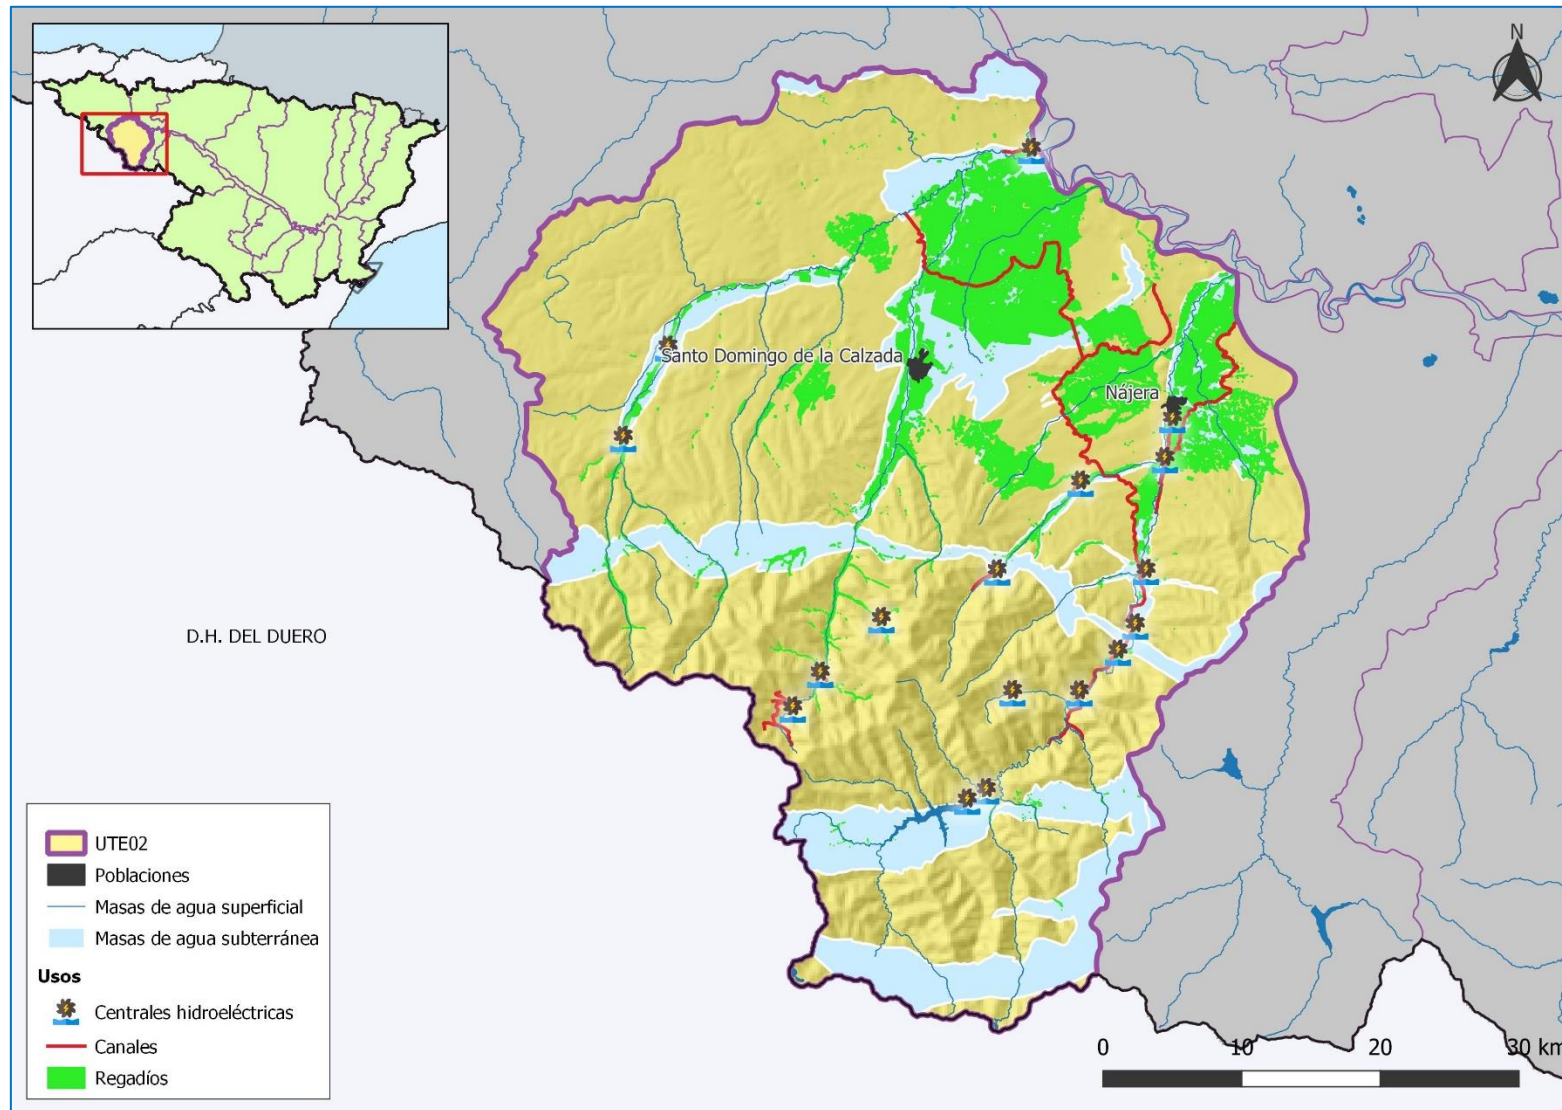 N
Santo Domingo de la Calzada
Nájera
D.H. DEL DUERO
UTE02
Poblaciones
Masas de agua superficial
Masas de agua subterránea
Usos
Centrales hidroeléctricas
Canales
Regadíos
0 10 20 30 km